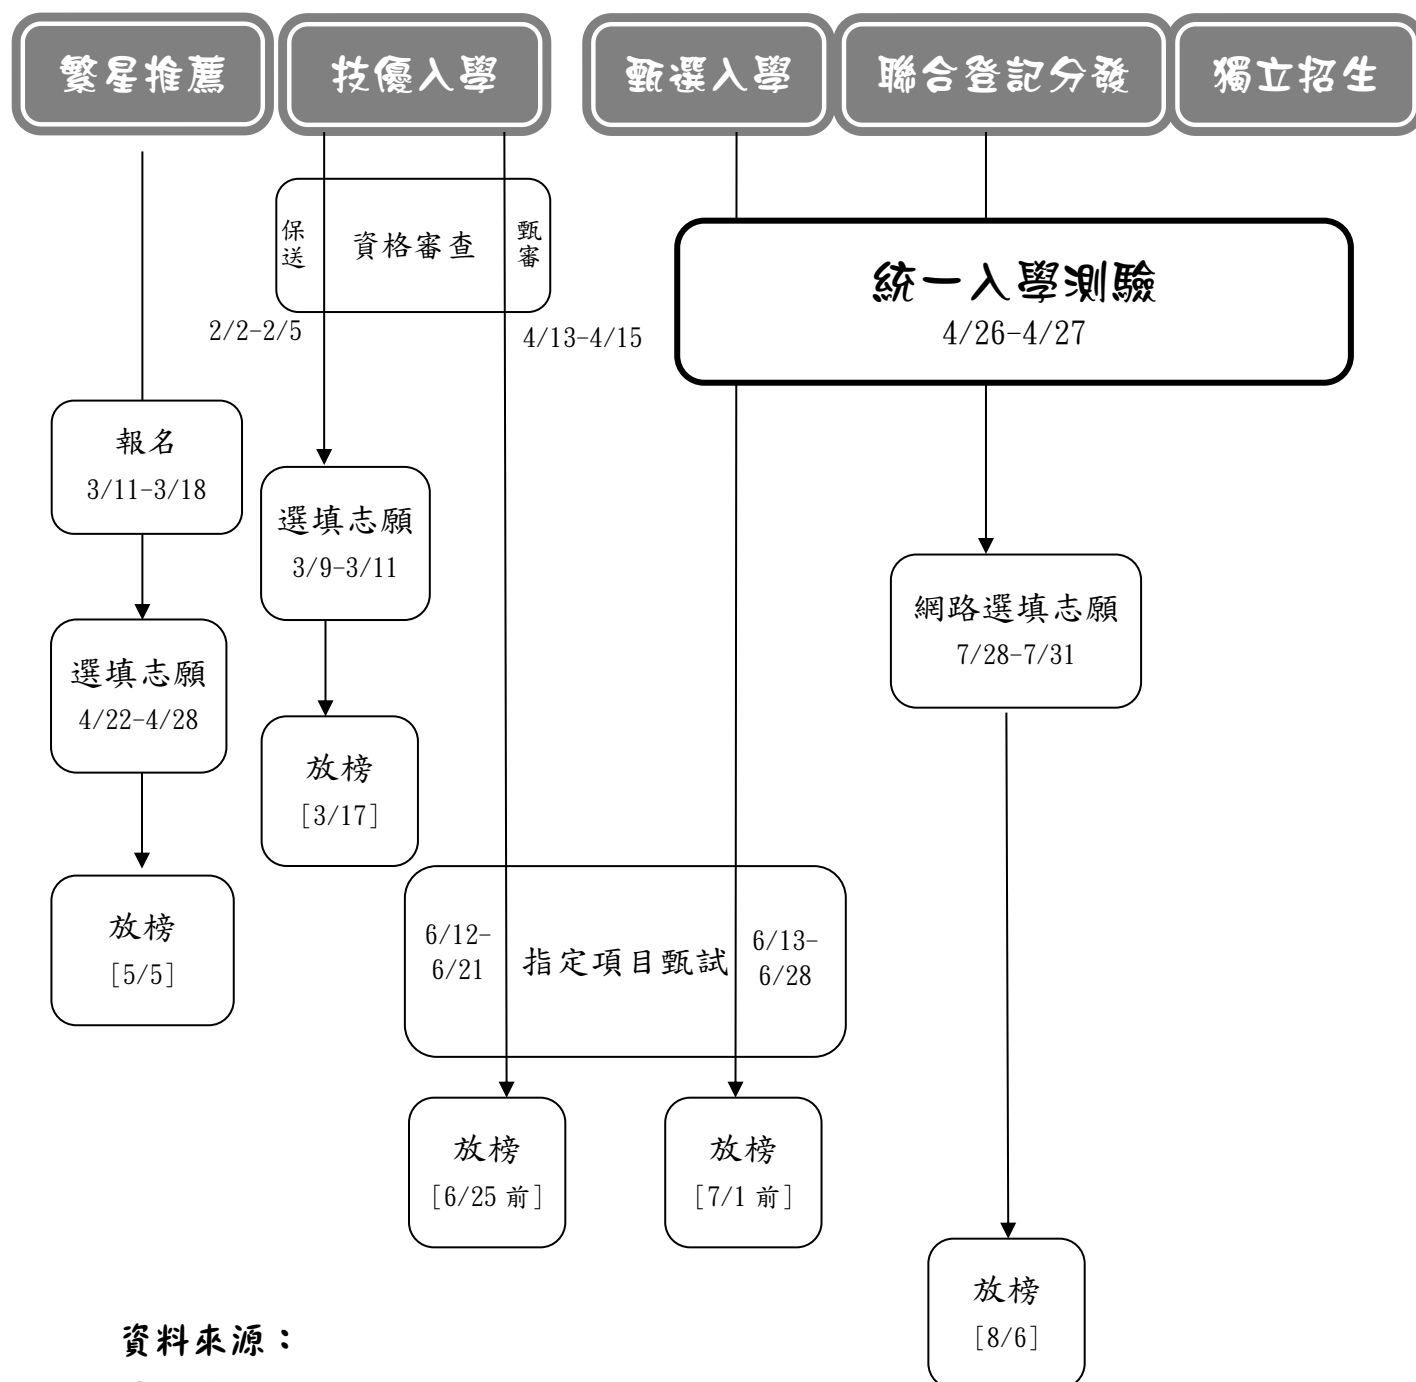 繁星推薦
技優入學
甄選入學
聯合登記分發
獨立招生
保送
資格審查
甄審
2/2-2/5
4/13-4/15
統一入學測驗
4/26-4/27
報名
3/11-3/18
選填志願
3/9-3/11
網路選填志願
7/28-7/31
選填志願
4/22-4/28
放榜
[3/17]
放榜
[5/5]
6/12-
6/21
指定項目甄試
6/13-
6/28
放榜
[6/25 前]
放榜
[7/1 前]
放榜
[8/6]
資料來源：